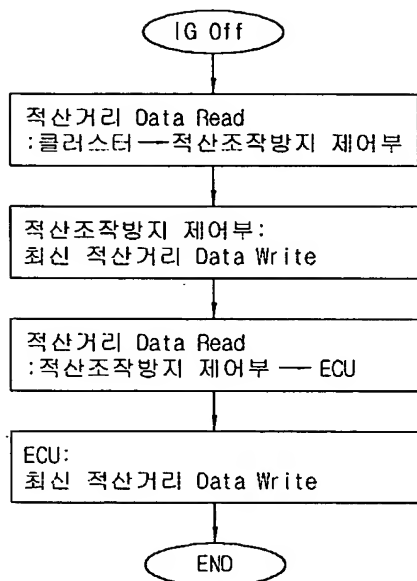 IG Off
적산거리 Data Read
:클러스터 — 적산조작방지 제어부
적산조작방지 제어부:
최신 적산거리 Data Write
적산거리 Data Read
:적산조작방지 제어부 — ECU
ECU:
최신 적산거리 Data Write
END